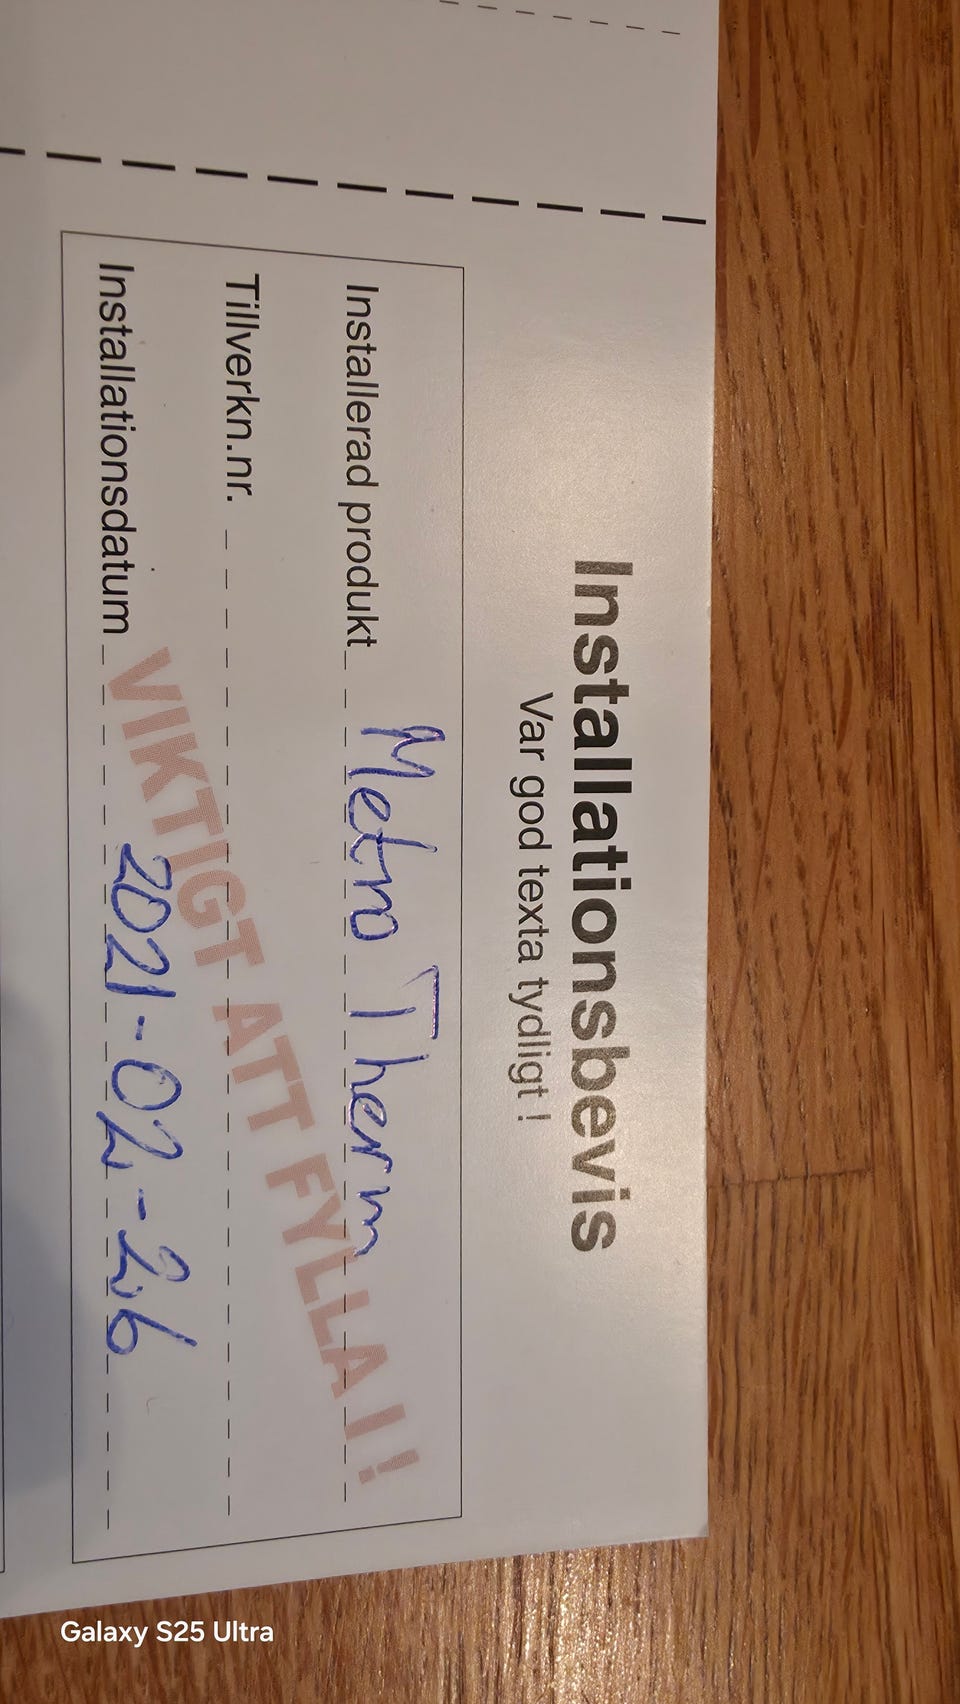 Installationsbevis
Var god texta tydligt !
Installerad produkt Metro Therm
Tillverkn.nr.
Installationsdatum 2021-02-26
VIKTIGT ATT FYLLA I !
Galaxy S25 Ultra